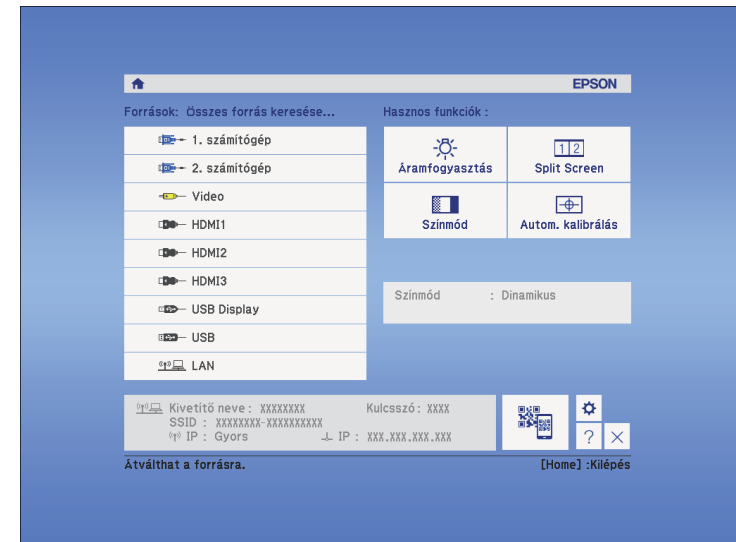 EPSON
Források: Összes forrás keresése...
Hasznos funkciók :
1. számítógép
2. számítógép
Video
HDMI1
HDMI2
HDMI3
USB Display
USB
LAN
Áramfogyasztás
1 2
Split Screen
Színmód
Autom. kalibrálás
Színmód : Dinamikus
Kivetítő neve : XXXXXXXX Kulcsszó : XXXX
SSID : XXXXXXXX-XXXXXXXXXX
IP : Gyors IP : XXX.XXX.XXX.XXX
?
Átválthat a forrásra. [Home] :Kilépés